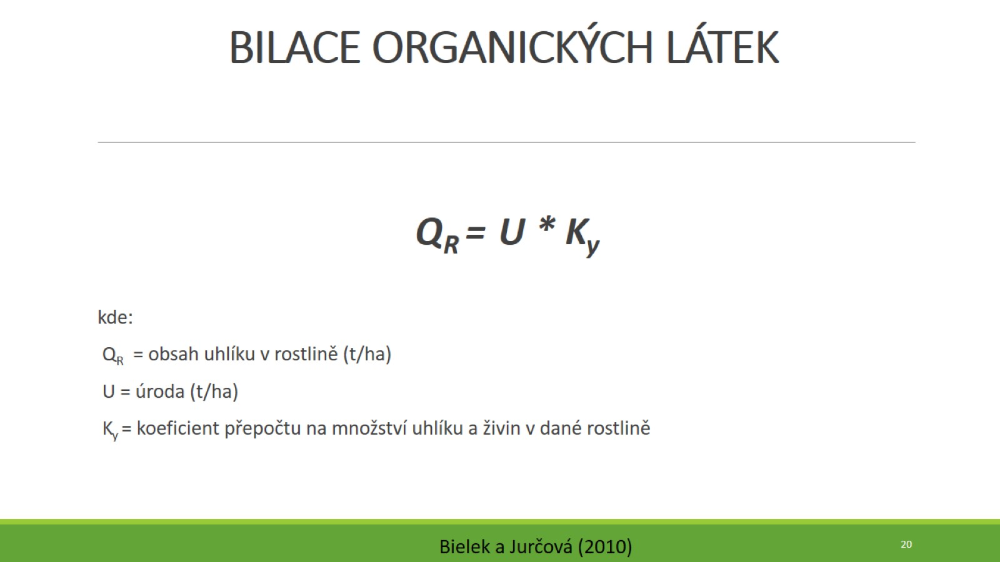 BILACE ORGANICKÝCH LÁTEK
Q_R = U * K_y
kde:
Q_R = obsah uhlíku v rostlině (t/ha)
U = úroda (t/ha)
K_y = koeficient přepočtu na množství uhlíku a živin v dané rostlině
Bielek a Jurčová (2010)
20